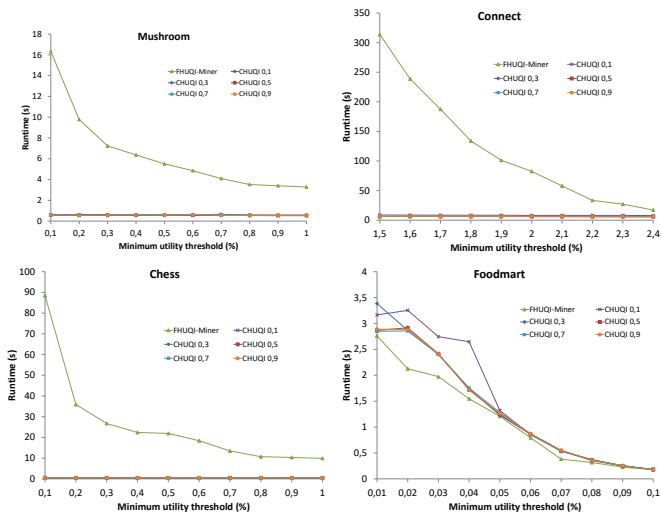 Mushroom
Runtime (s)
18
16
14
12
10
8
6
4
2
0
FHUQI-Miner CHUQI 0,1
CHUQI 0,3 CHUQI 0,5
CHUQI 0,7 CHUQI 0,9
0,1 0,2 0,3 0,4 0,5 0,6 0,7 0,8 0,9 1
Minimum utility threshold (%)
Connect
Runtime (s)
350
300
250
200
150
100
50
0
FHUQI-Miner CHUQI 0,1
CHUQI 0,3 CHUQI 0,5
CHUQI 0,7 CHUQI 0,9
1,5 1,6 1,7 1,8 1,9 2 2,1 2,2 2,3 2,4
Minimum utility threshold (%)
Chess
Runtime (s)
100
90
80
70
60
50
40
30
20
10
0
FHUQI-Miner CHUQI 0,1
CHUQI 0,3 CHUQI 0,5
CHUQI 0,7 CHUQI 0,9
0,1 0,2 0,3 0,4 0,5 0,6 0,7 0,8 0,9 1
Minimum utility threshold (%)
Foodmart
Runtime (s)
4
3,5
3
2,5
2
1,5
1
0,5
0
FHUQI-Miner CHUQI 0,1
CHUQI 0,3 CHUQI 0,5
CHUQI 0,7 CHUQI 0,9
0,01 0,02 0,03 0,04 0,05 0,06 0,07 0,08 0,09 0,1
Minimum utility threshold (%)